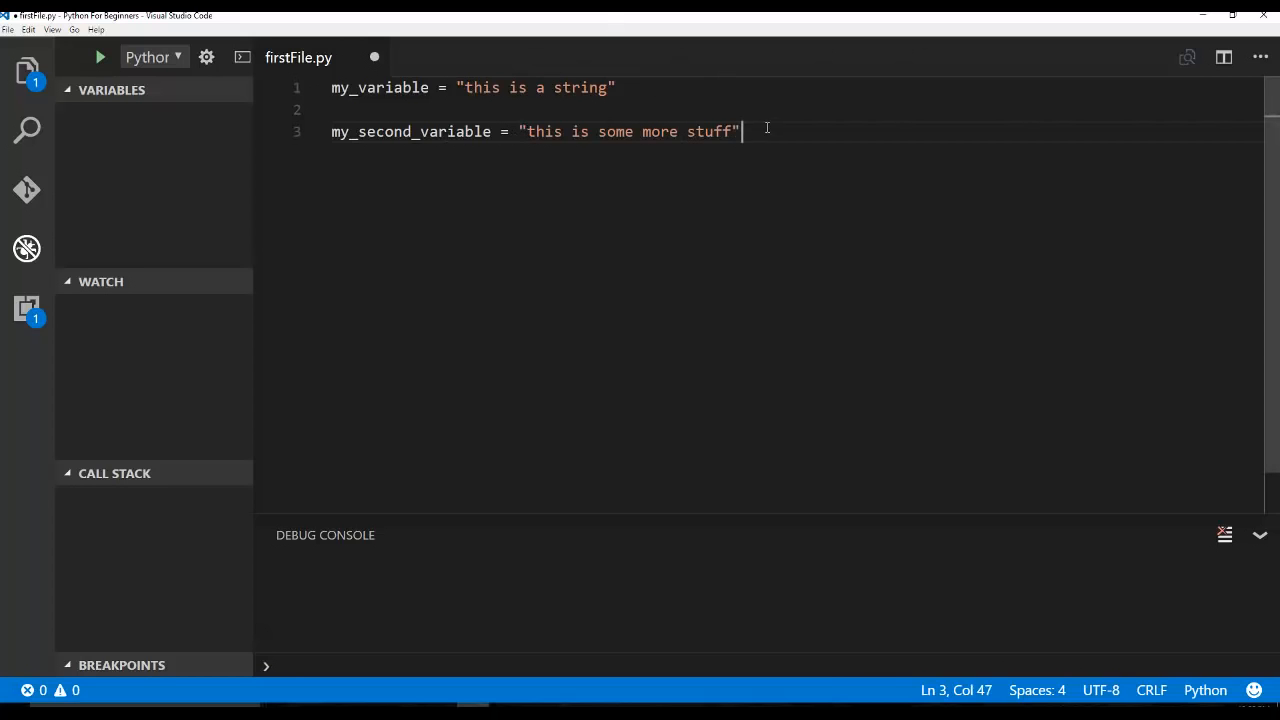 • firstFile.py - Python For Beginners - Visual Studio Code
File Edit View Go Help
Python
firstFile.py
1
VARIABLES
1 my_variable = "this is a string"
2
3 my_second_variable = "this is some more stuff"
WATCH
1
CALL STACK
DEBUG CONSOLE
BREAKPOINTS
0 0 Ln 3, Col 47 Spaces: 4 UTF-8 CRLF Python